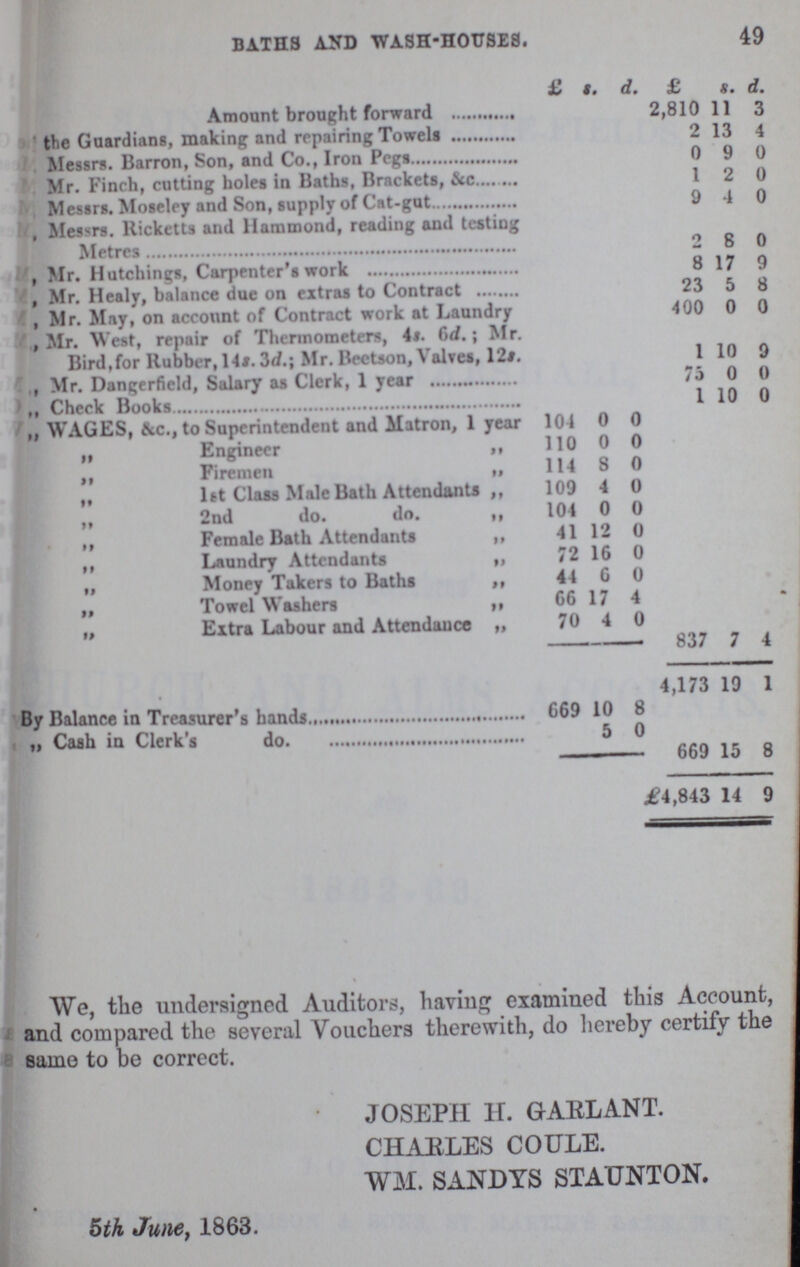 BATHS AND WASH-HOUSES. 49
£ s. d. £ s. d.
Amount brought forward ............ 2,810 11 3
the Guardians, making and repairing Towels ............ 2 13 4
Messrs. Barron, Son, and Co., Iron Pegs.................... 0 9 0
Mr. Finch, cutting holes in Baths, Brackets, &c........ 1 2 0
Messrs. Moseley and Son, supply of Cat-gut............... 9 4 0
, Messrs. Ricketts and Hammond, reading and testing
Metres ............................................................ 2 8 0
, Mr. Hutchings, Carpenter's work ........................... 8 17 9
, Mr. Healy, balance due on extras to Contract ........ 23 5 8
, Mr. May, on account of Contract work at Laundry 400 0 0
, Mr. West, repair of Thermometers, 4s. 6d.; Mr.
Bird, for Rubber, 14s. 3d.; Mr. Beetson, Valves, 12s. 1 10 9
„ Mr. Dangerfield, Salary as Clerk, 1 year ............... 75 0 0
„ Check Books............................................................ 1 10 0
„ WAGES, &c., to Superintendent and Matron, 1 year 104 0 0
„ Engineer „ 110 0 0
„ Firemen „ 114 8 0
„ 1st Class Male Bath Attendants „ 109 4 0
„ 2nd do. do. „ 104 0 0
„ Female Bath Attendants „ 41 12 0
„ Laundry Attendants „ 72 16 0
„ Money Takers to Baths „ 44 6 0
„ Towel Washers „ 66 17 4
„ Extra Labour and Attendance „ 70 4 0
837 7 4
4,173 19 1
By Balance in Treasurer's hands....................................... 669 10 8
„ Cash in Clerk's do. .................................... 5 0
669 15 8
£4,843 14 9
We, the undersigned Auditors, having examined this Account,
and compared the several Vouchers therewith, do hereby certify the
same to be correct.
JOSEPH H. GARLANT.
CHARLES COULE.
WM. SANDYS STAUNTON.
5th June, 1863.